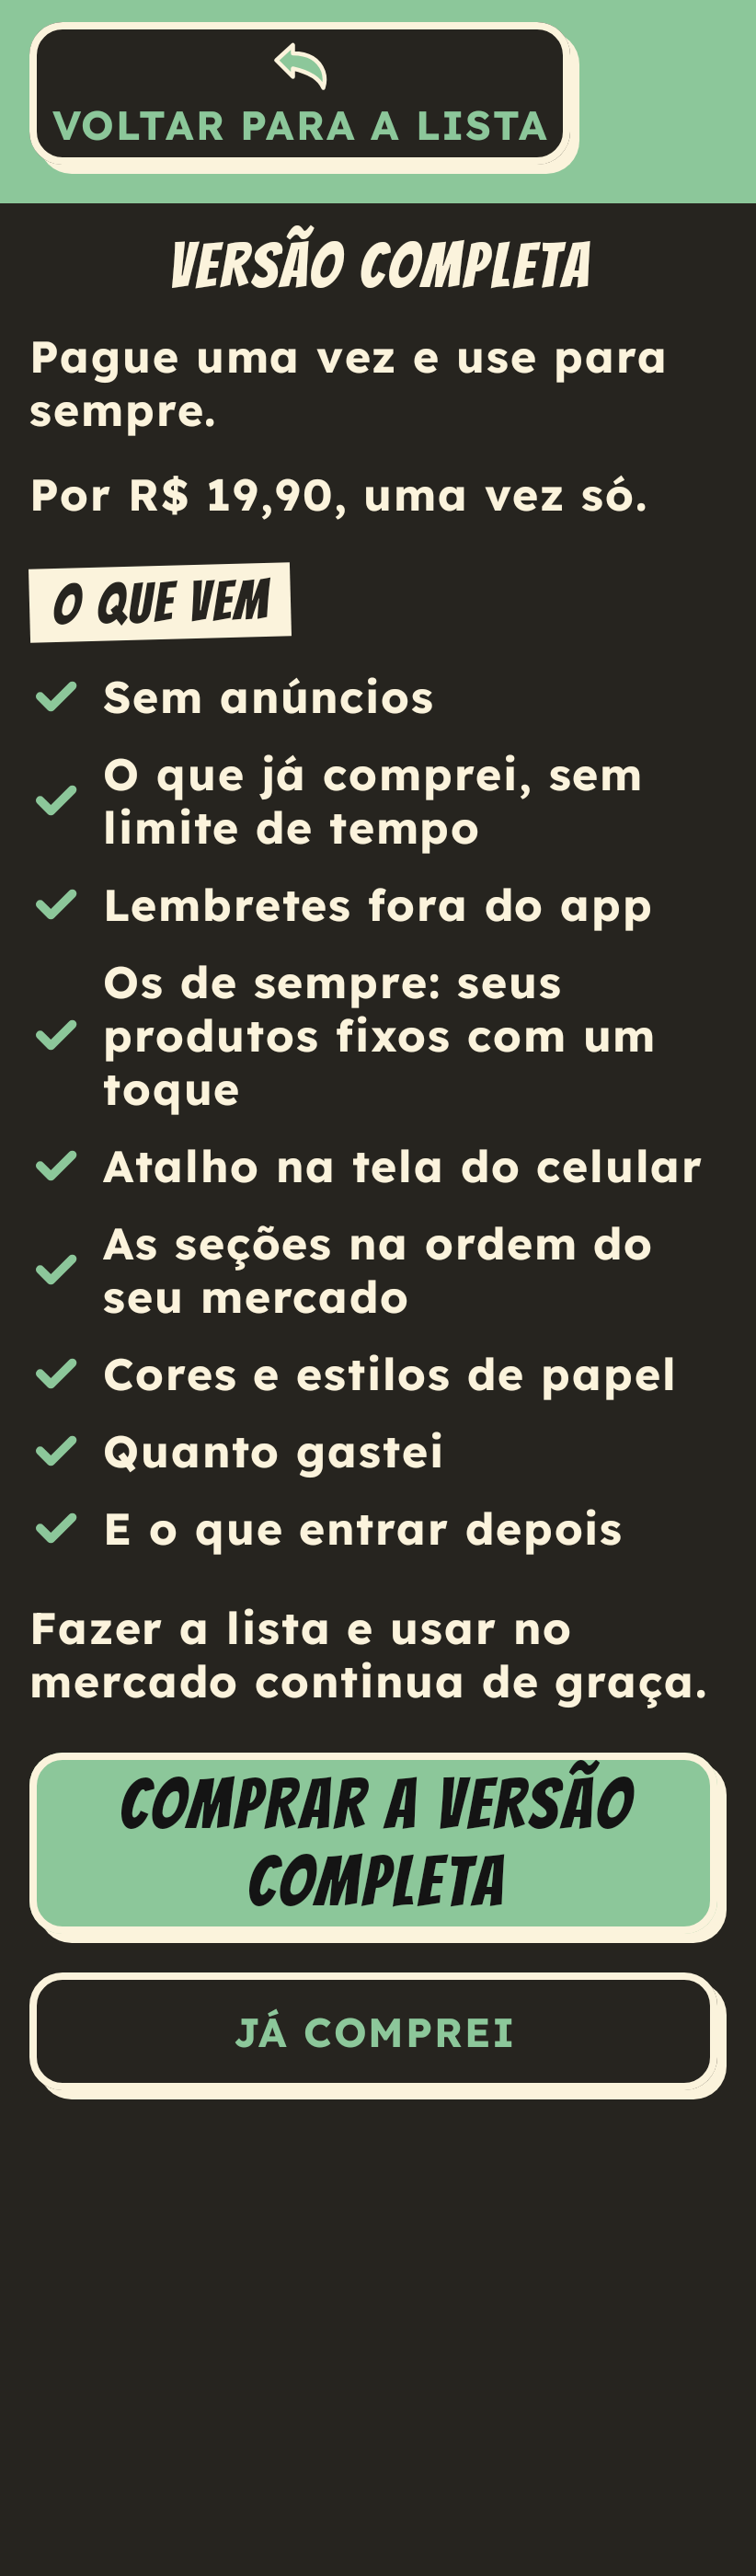 VOLTAR PARA A LISTA
VERSÃO COMPLETA
Pague uma vez e use para
sempre.
Por R$ 19,90, uma vez só.
O QUE VEM
Sem anúncios
O que já comprei, sem
limite de tempo
Lembretes fora do app
Os de sempre: seus
produtos fixos com um
toque
Atalho na tela do celular
As seções na ordem do
seu mercado
Cores e estilos de papel
Quanto gastei
E o que entrar depois
Fazer a lista e usar no
mercado continua de graça.
COMPRAR A VERSÃO
COMPLETA
JÁ COMPREI